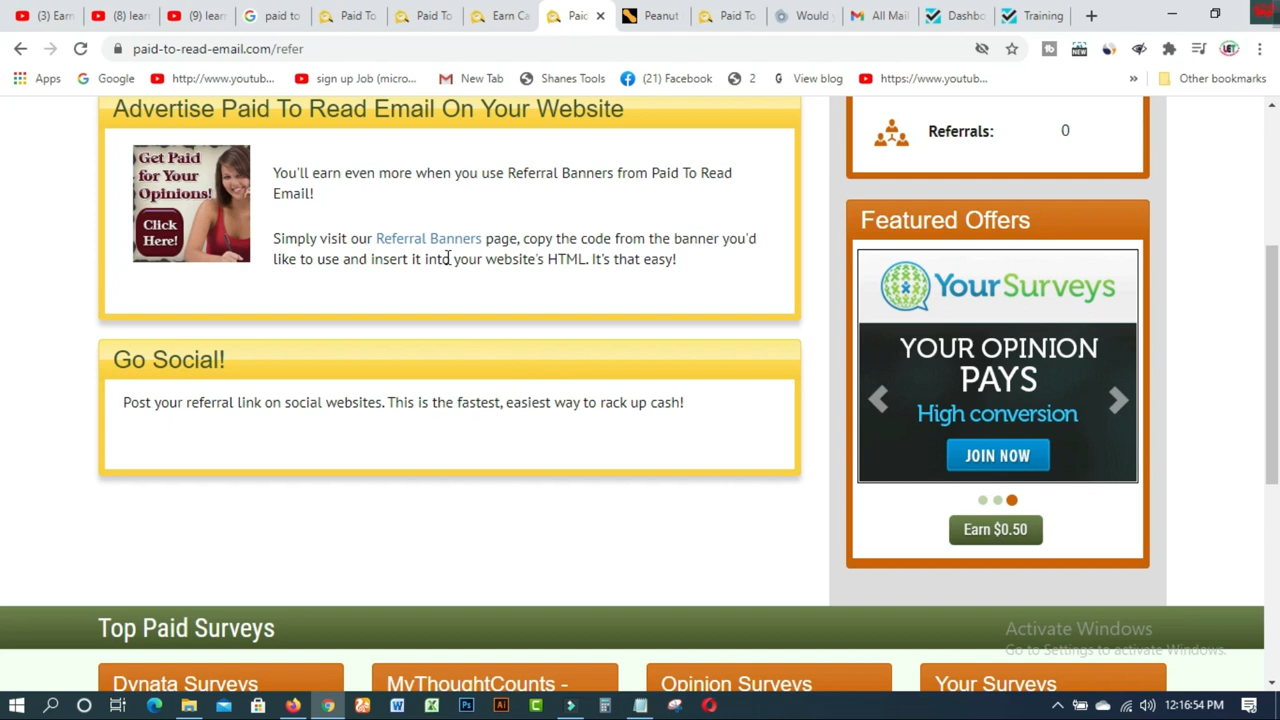 (3) Earn
(8) learn
(9) learn
paid to
Paid To
Paid To
Earn Ca
Paid
Peanut
Paid To
Would
All Mail
Dashbo
Training
paid-to-read-email.com/refer
Apps
Google
http://www.youtub...
sign up Job (micro...
New Tab
Shanes Tools
(21) Facebook
2
View blog
https://www.youtub...
Other bookmarks
Advertise Paid To Read Email On Your Website
Get Paid
for Your
Opinions!
Click
Here!
You'll earn even more when you use Referral Banners from Paid To Read
Email!
Simply visit our Referral Banners page, copy the code from the banner you'd
like to use and insert it into your website's HTML. It's that easy!
Go Social!
Post your referral link on social websites. This is the fastest, easiest way to rack up cash!
Referrals: 0
Featured Offers
YourSurveys
YOUR OPINION
PAYS
High conversion
JOIN NOW
Earn $0.50
Top Paid Surveys
Activate Windows
Go to Settings to activate Windows.
Dynata Surveys
MyThoughtCounts -
Opinion Surveys
Your Surveys
12:16:54 PM